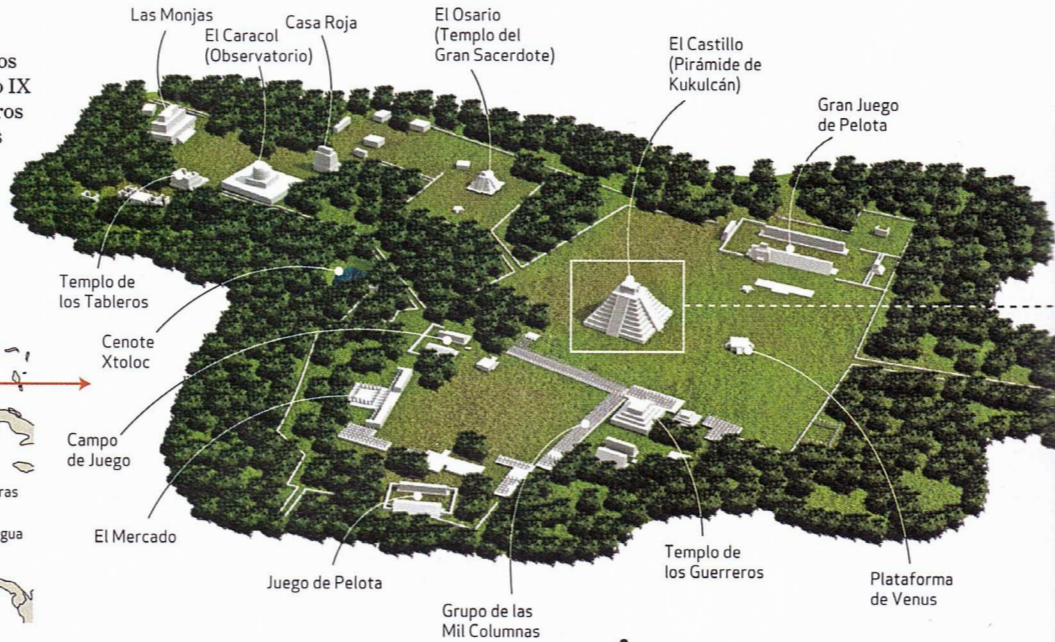 Las Monjas
El Caracol
(Observatorio)
Casa Roja
El Osario
(Templo del
Gran Sacerdote)
El Castillo
(Pirámide de
Kukulcán)
Gran Juego
de Pelota
IX
Templo de
los Tableros
Cenote
Xtoloc
Campo
de Juego
El Mercado
Juego de Pelota
Grupo de las
Mil Columnas
Templo de
los Guerreros
Plataforma
de Venus